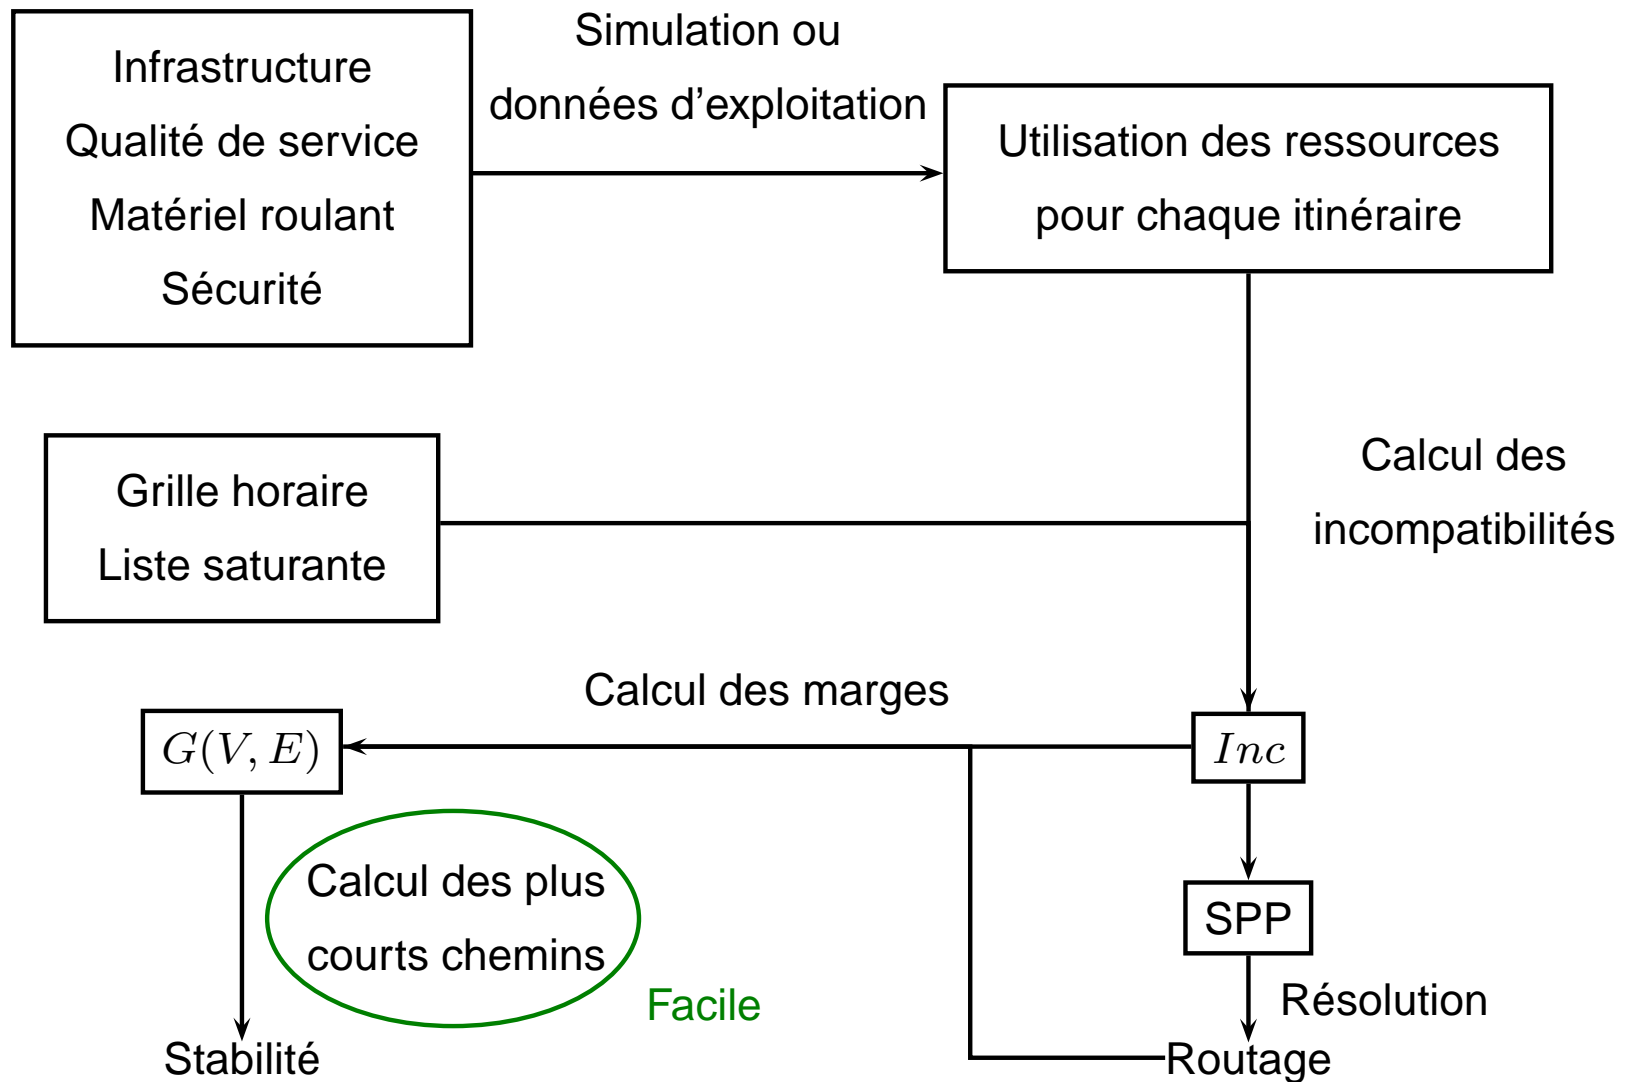 Infrastructure
Qualité de service
Matériel roulant
Sécurité
Simulation ou
données d'exploitation
Utilisation des ressources
pour chaque itinéraire
Grille horaire
Liste saturante
Calcul des
incompatibilités
Calcul des marges
G(V, E)
Inc
Calcul des plus
courts chemins
Facile
SPP
Résolution
Stabilité
Routage